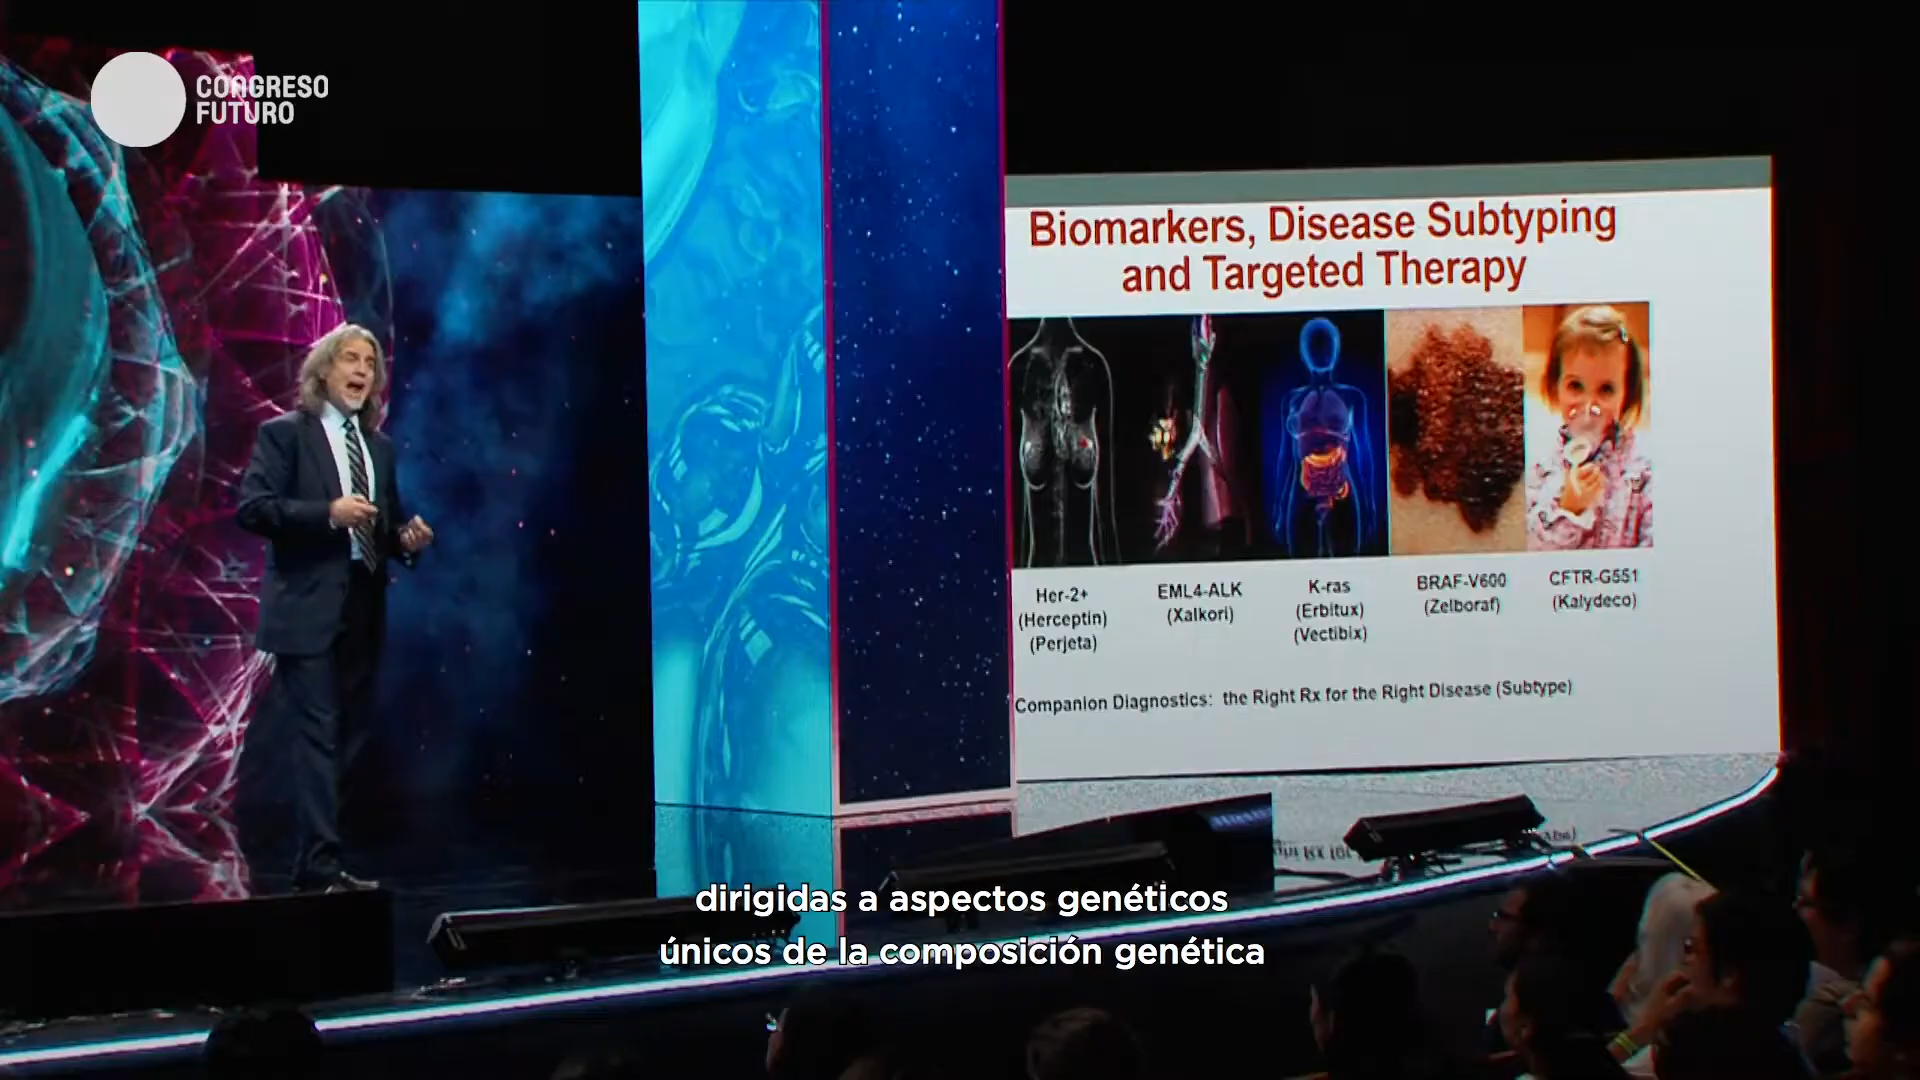 CONGRESO
FUTURO
Biomarkers, Disease Subtyping
and Targeted Therapy
Her-2+
(Herceptin)
(Perjeta)
EML4-ALK
(Xalkori)
K-ras
(Erbitux)
(Vectibix)
BRAF-V600
(Zelboraf)
CFTR-G551
(Kalydeco)
Companion Diagnostics: the Right Rx for the Right Disease (Subtype)
dirigidas a aspectos genéticos
únicos de la composición genética